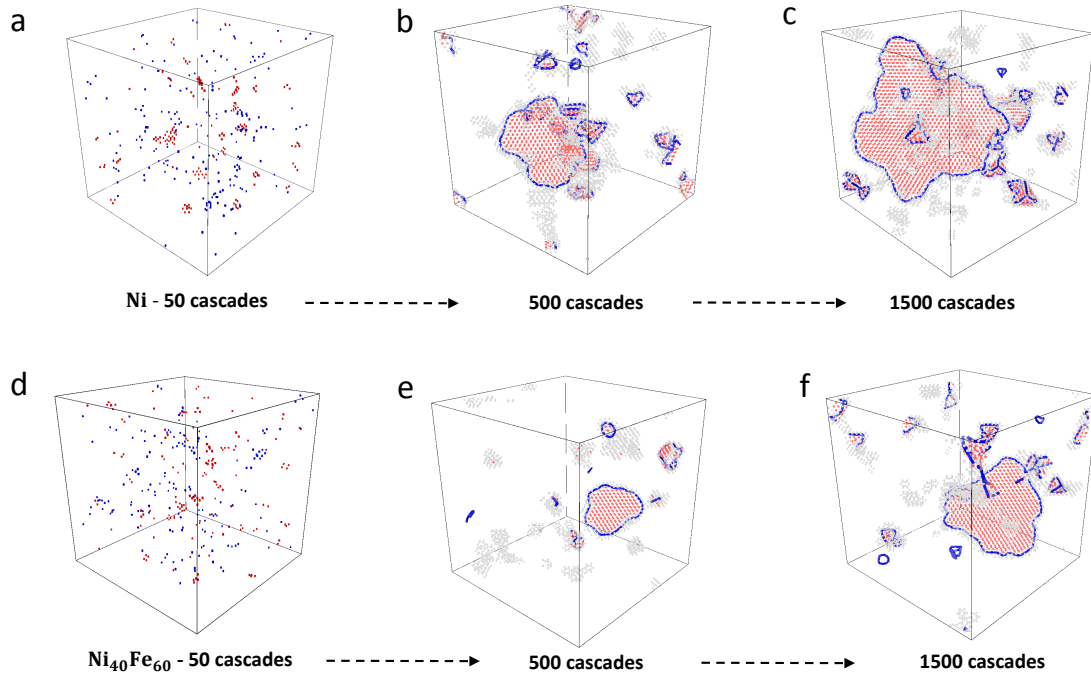 a
b
c
Ni - 50 cascades
500 cascades
1500 cascades
d
e
f
Ni₄₀Fe₆₀ - 50 cascades
500 cascades
1500 cascades